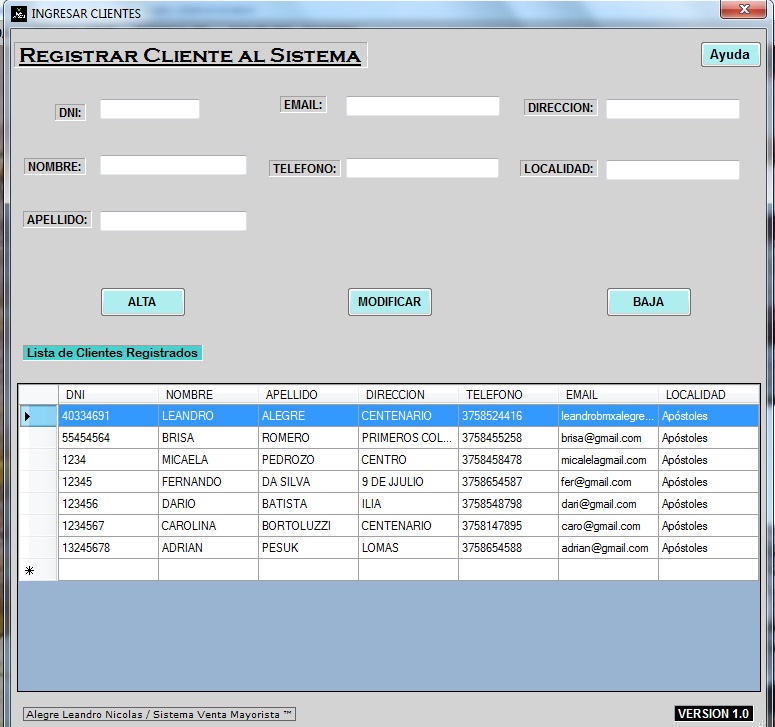 INGRESAR CLIENTES
REGISTRAR CLIENTE AL SISTEMA
Ayuda
DNI:
EMAIL:
DIRECCION:
NOMBRE:
TELEFONO:
LOCALIDAD:
APELLIDO:
ALTA MODIFICAR BAJA
Lista de Clientes Registrados
DNI NOMBRE APELLIDO DIRECCION TELEFONO EMAIL LOCALIDAD
40334691 LEANDRO ALEGRE CENTENARIO 3758524416 leandrobmxalegre... Apóstoles
55454564 BRISA ROMERO PRIMEROS COL... 3758455258 brisa@gmail.com Apóstoles
1234 MICAELA PEDROZO CENTRO 3758458478 micalelagmail.com Apóstoles
12345 FERNANDO DA SILVA 9 DE JJULIO 3758654587 fer@gmail.com Apóstoles
123456 DARIO BATISTA ILIA 3758548798 dari@gmail.com Apóstoles
1234567 CAROLINA BORTOLUZZI CENTENARIO 3758147895 caro@gmail.com Apóstoles
13245678 ADRIAN PESUK LOMAS 3758654588 adrian@gmail.com Apóstoles
Alegre Leandro Nicolas / Sistema Venta Mayorista ™
VERSION 1.0